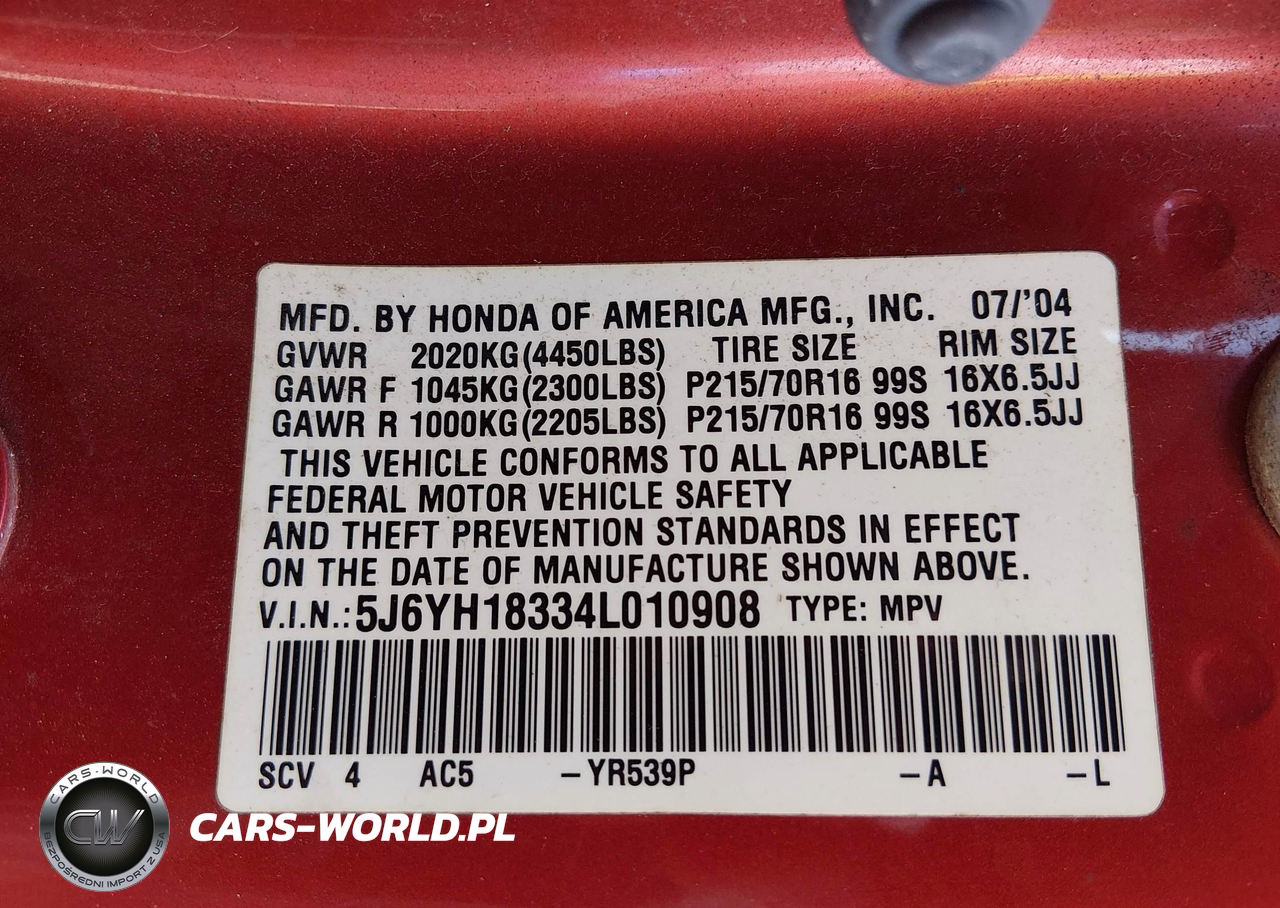 MFD. BY HONDA OF AMERICA MFG., INC. 07/'04
GVWR 2020KG(4450LBS) TIRE SIZE RIM SIZE
GAWR F 1045KG(2300LBS) P215/70R16 99S 16X6.5JJ
GAWR R 1000KG(2205LBS) P215/70R16 99S 16X6.5JJ
THIS VEHICLE CONFORMS TO ALL APPLICABLE
FEDERAL MOTOR VEHICLE SAFETY
AND THEFT PREVENTION STANDARDS IN EFFECT
ON THE DATE OF MANUFACTURE SHOWN ABOVE.
V.I.N.: 5J6YH18334L010908 TYPE: MPV
SCV 4 AC5 –YR539P –A –L
CARS-WORLD
CW
BEZPOŚREDNI IMPORT Z USA
CARS-WORLD.PL